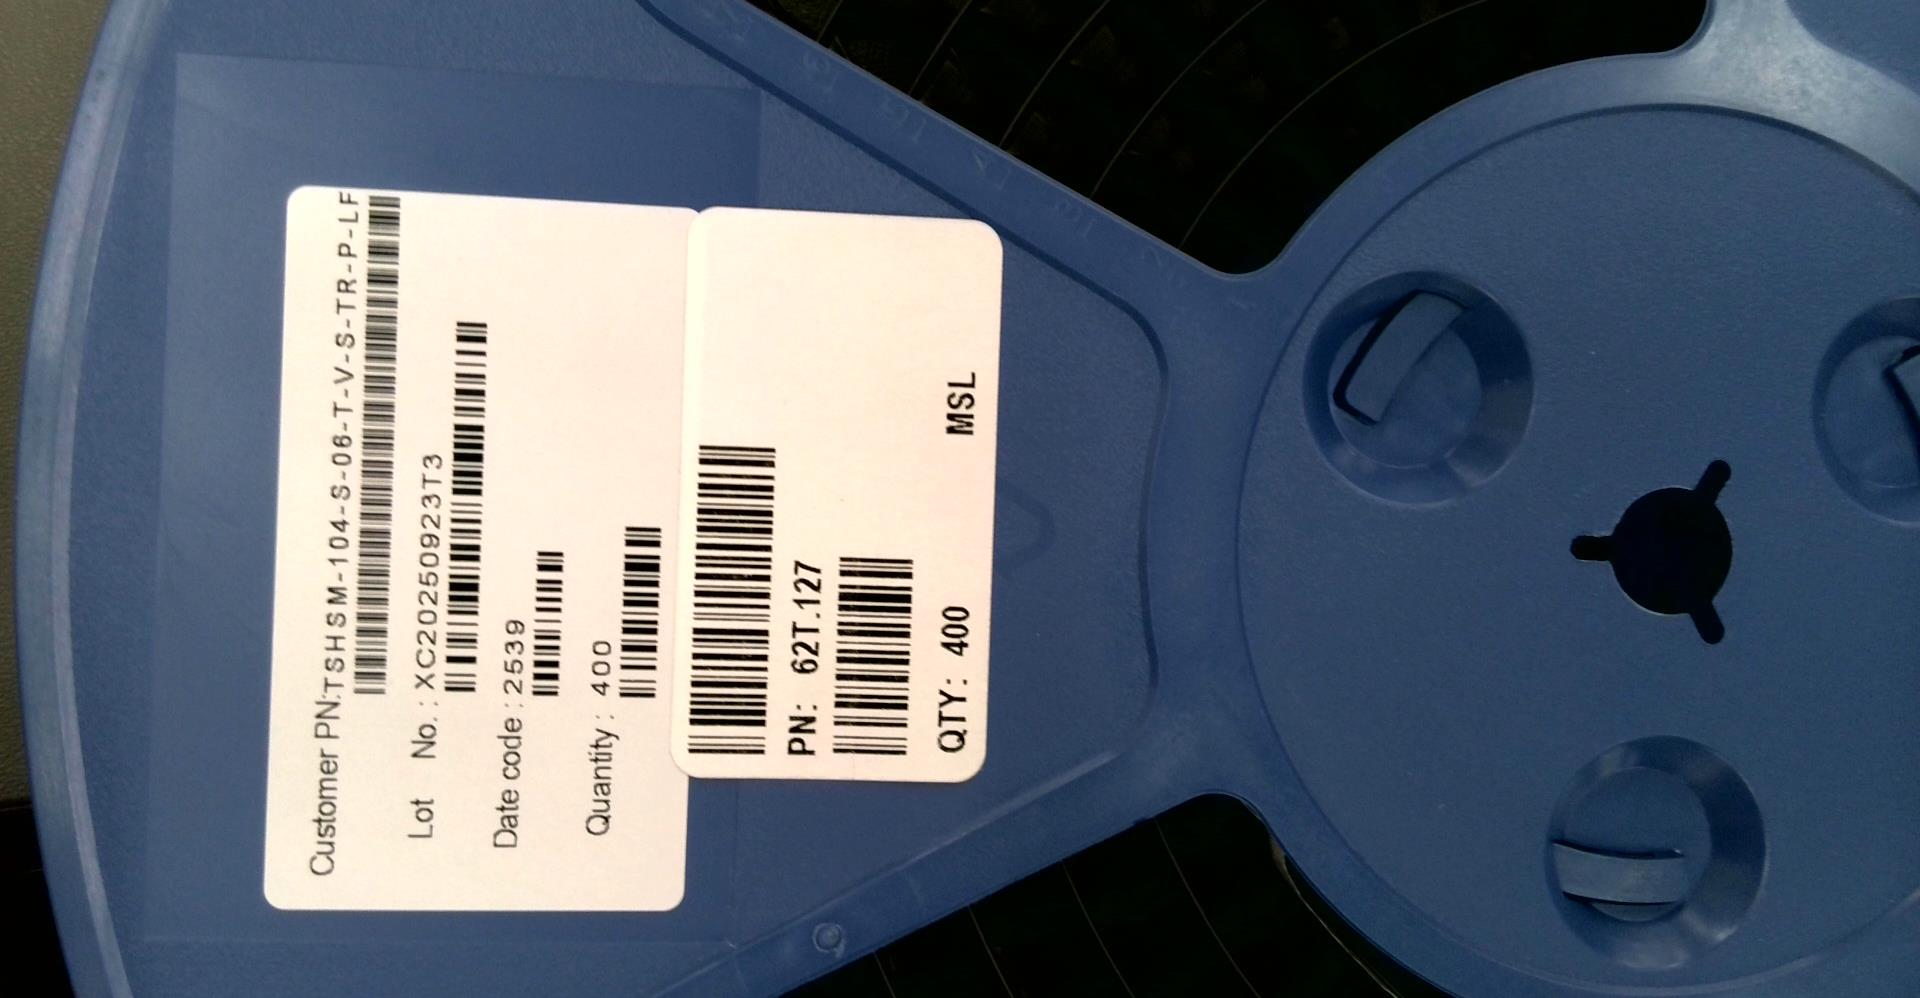 Customer PN:TSHSM-104-S-06-T-V-S-TR-P-LF
Lot No.: XC20250923T3
Date code: 2539
Quantity: 400
PN: 62T.127
QTY: 400 MSL